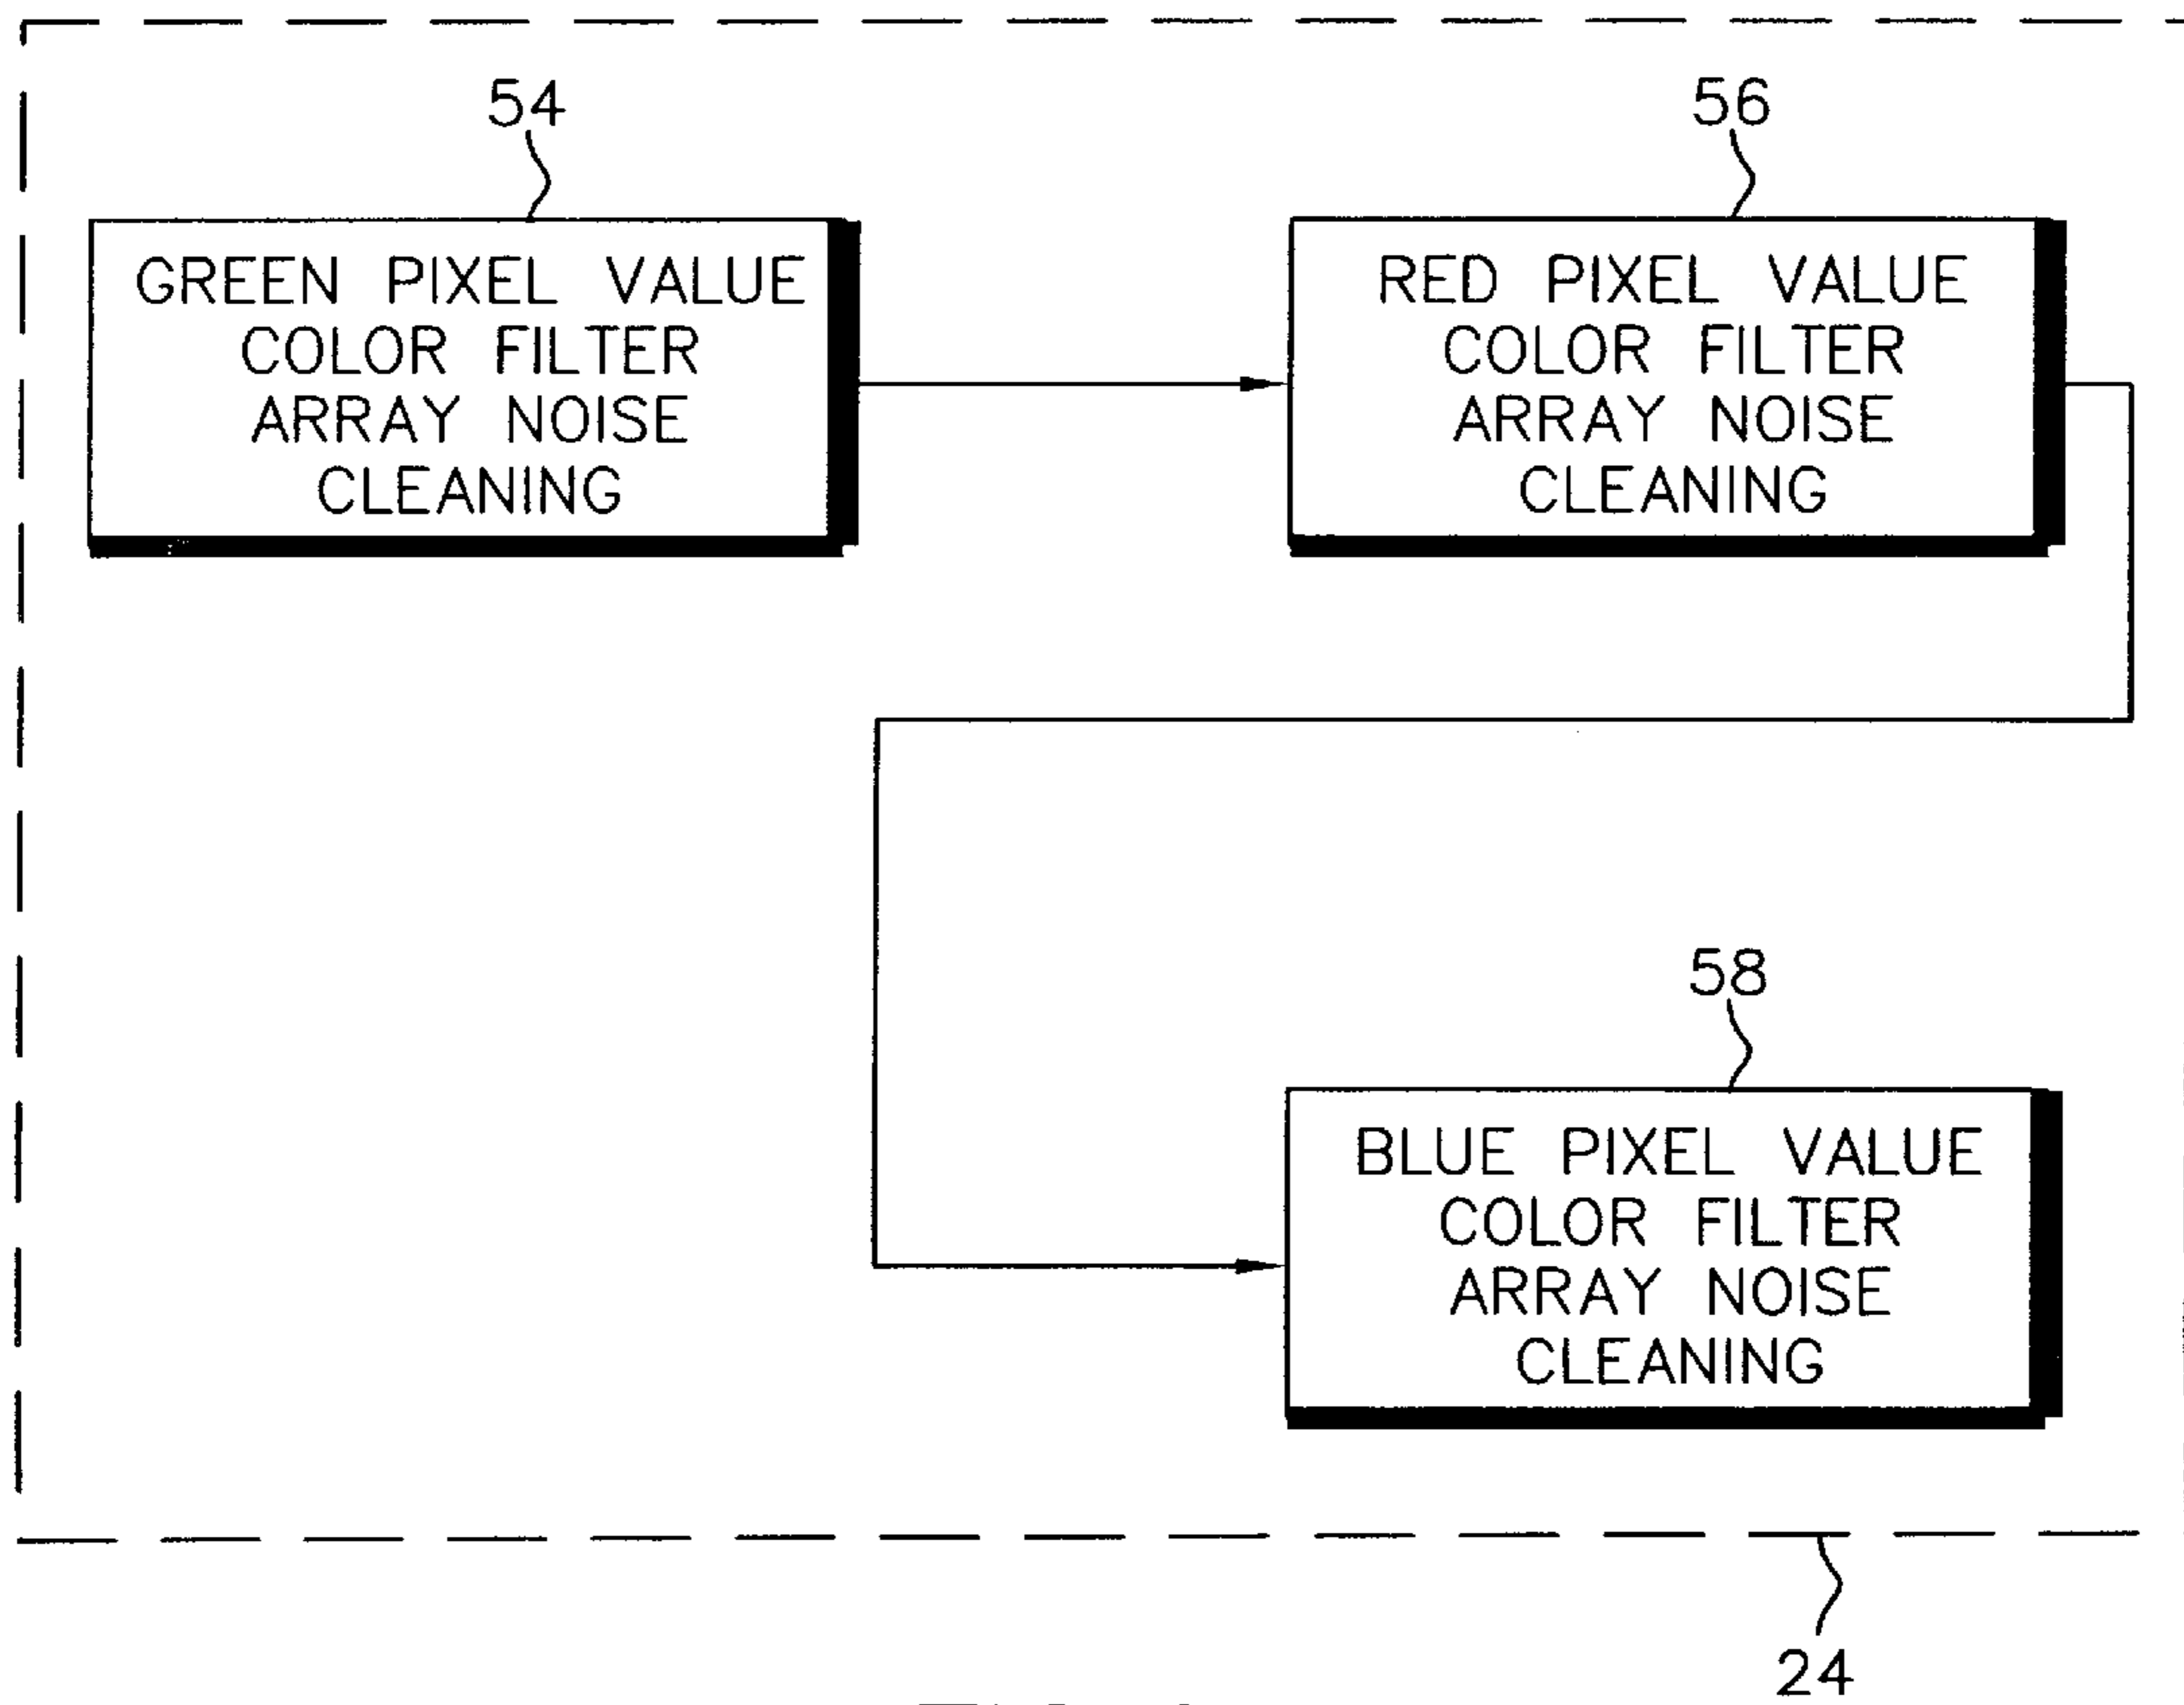 54
GREEN PIXEL VALUE
COLOR FILTER
ARRAY NOISE
CLEANING
56
RED PIXEL VALUE
COLOR FILTER
ARRAY NOISE
CLEANING
58
BLUE PIXEL VALUE
COLOR FILTER
ARRAY NOISE
CLEANING
24